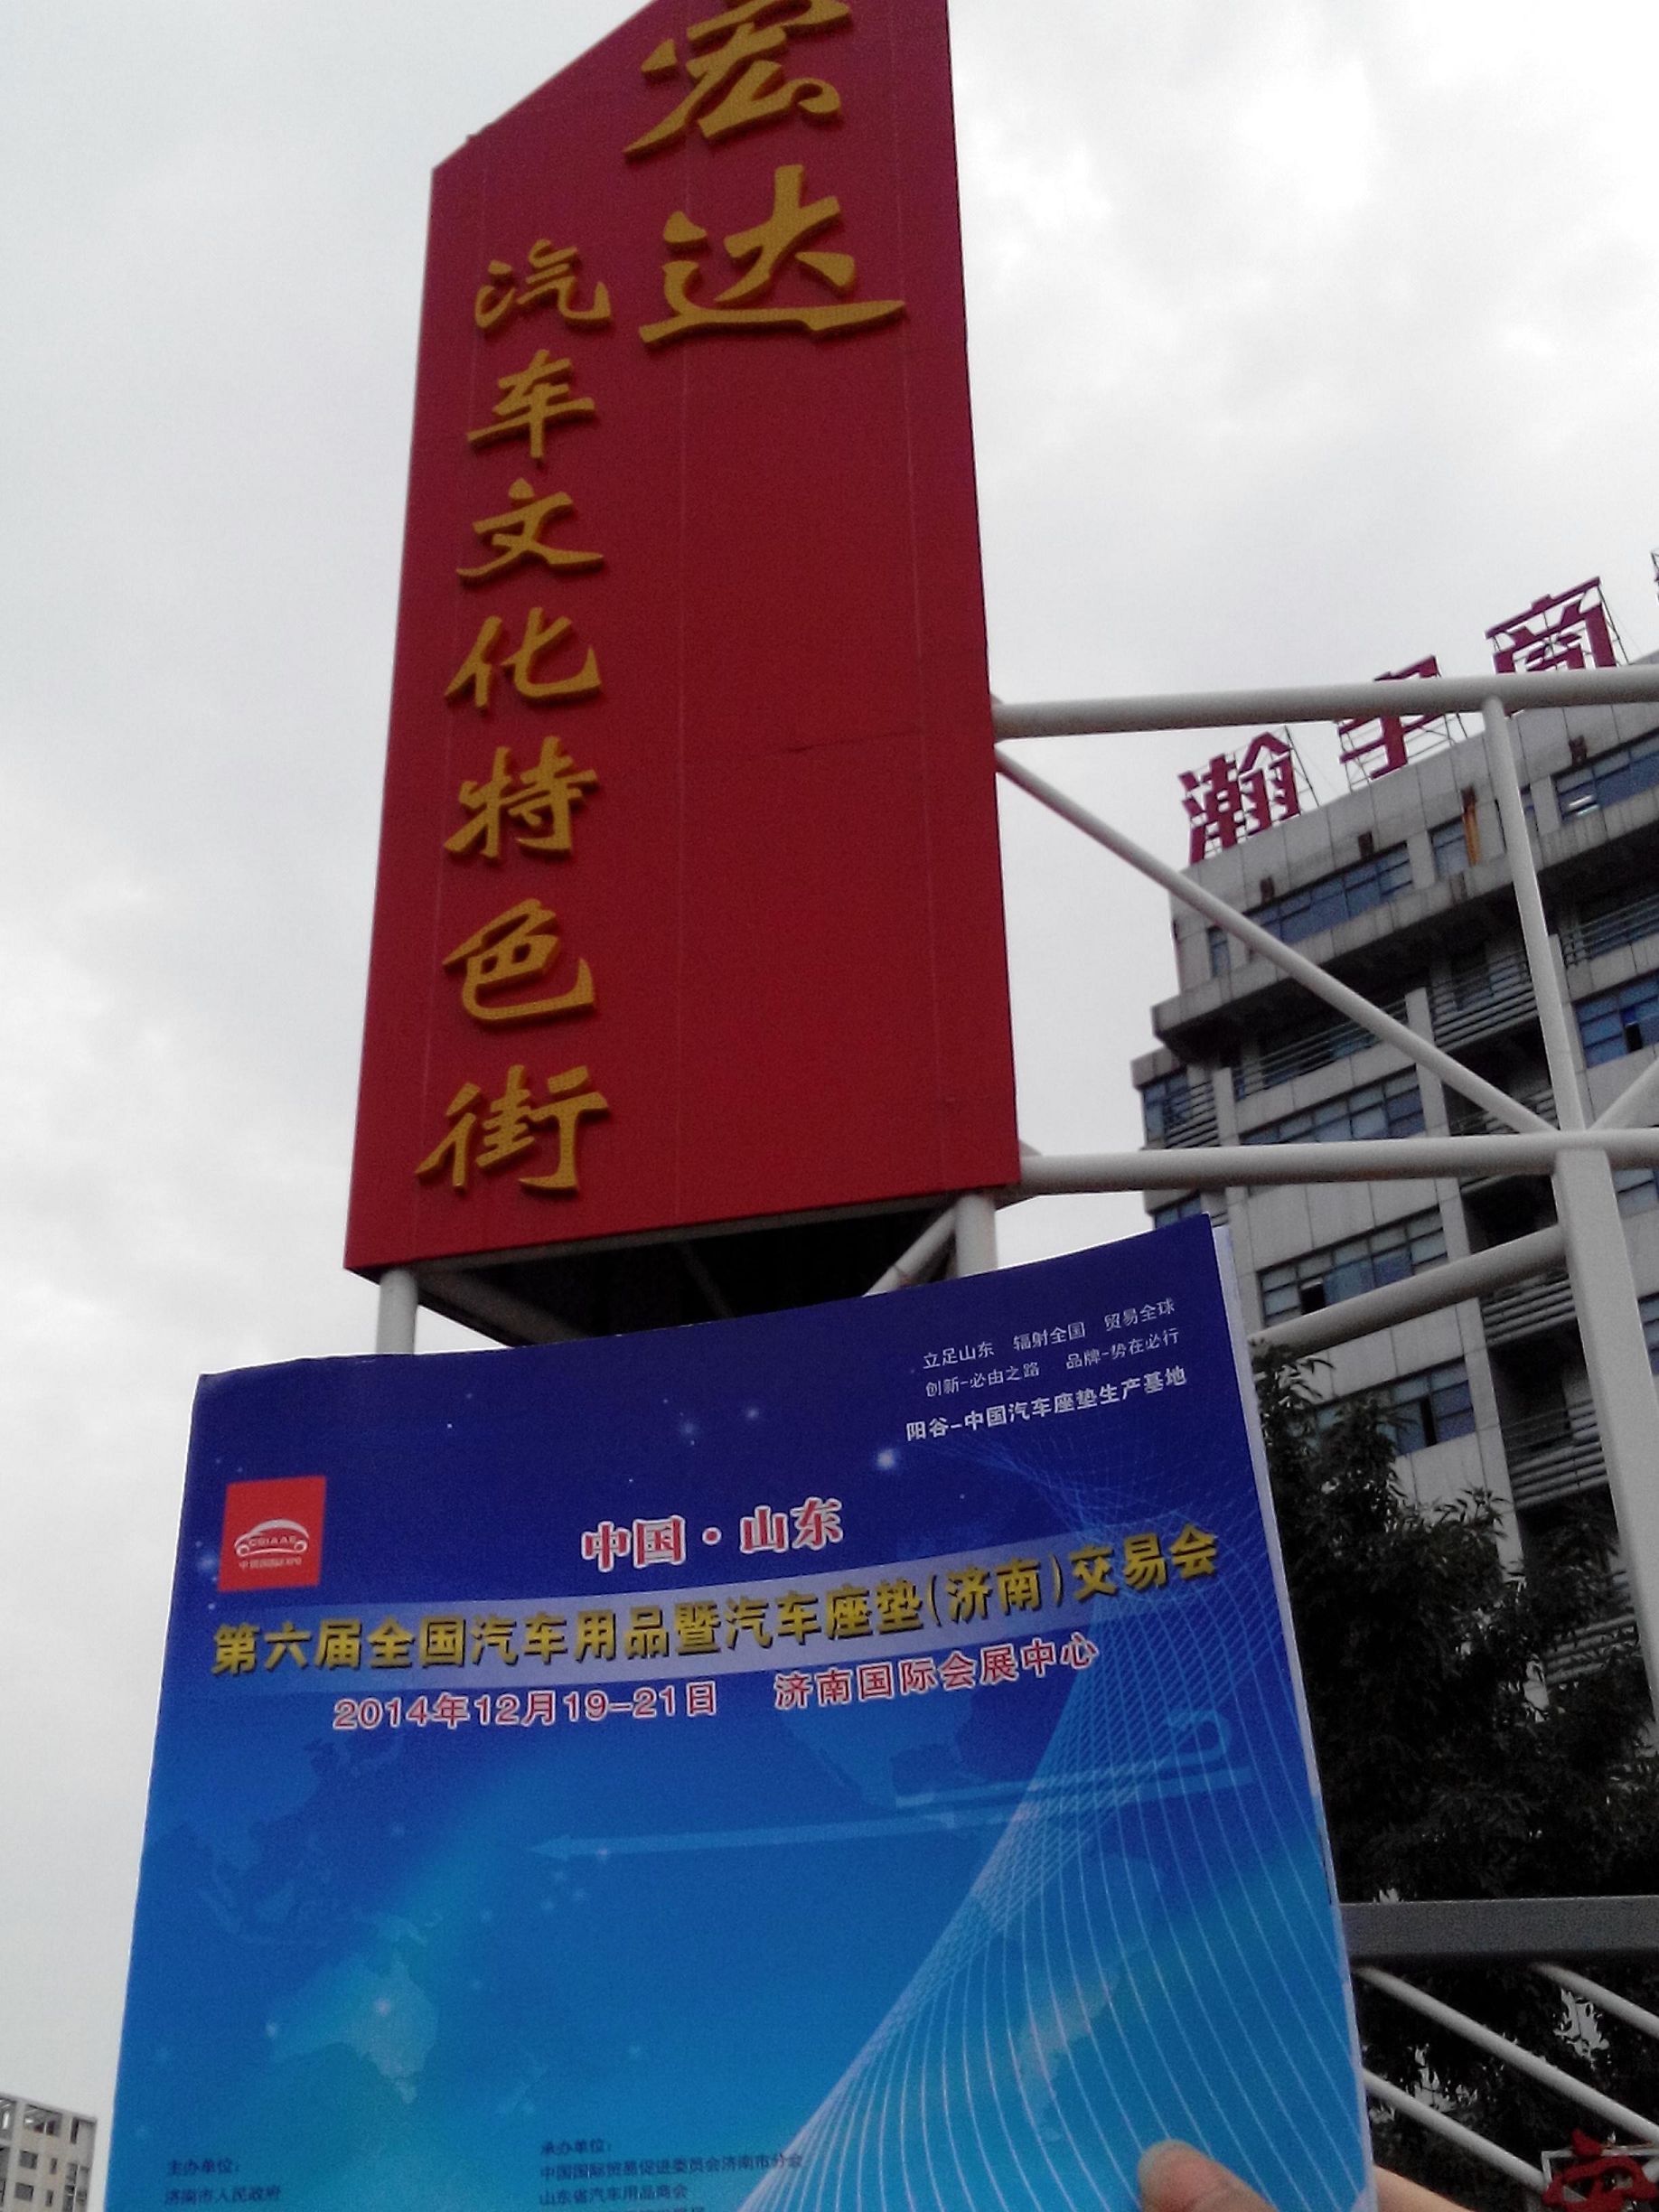 宏达
汽车文化特色街
瀚宇商
立足山东 辐射全国 贸易全球
创新-必由之路 品牌-势在必行
阳谷-中国汽车座垫生产基地
中国·山东
第六届全国汽车用品暨汽车座垫(济南)交易会
2014年12月19-21日 济南国际会展中心
主办单位:
济南市人民政府
承办单位:
中国国际贸易促进委员会济南市分会
山东省汽车用品商会